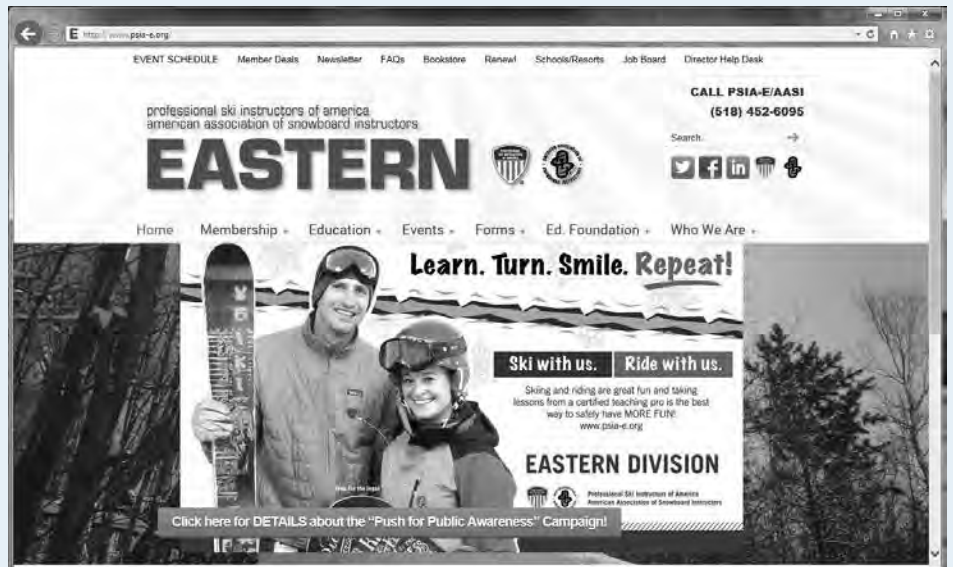 E http://www.psia-e.org
EVENT SCHEDULE Member Deals Newsletter FAQs Bookstore Renew! Schools/Resorts Job Board Director Help Desk
CALL PSIA-E/AASI
(518) 452-6095
professional ski instructors of america
american association of snowboard instructors
EASTERN
Search
Home Membership Education Events Forms Ed. Foundation Who We Are
Learn. Turn. Smile. Repeat!
Ski with us. Ride with us.
Skiing and riding are great fun and taking
lessons from a certified teaching pro is the best
way to safely have MORE FUN!
www.psia-e.org
EASTERN DIVISION
Professional Ski Instructors of America
American Association of Snowboard Instructors
Click here for DETAILS about the "Push for Public Awareness" Campaign!